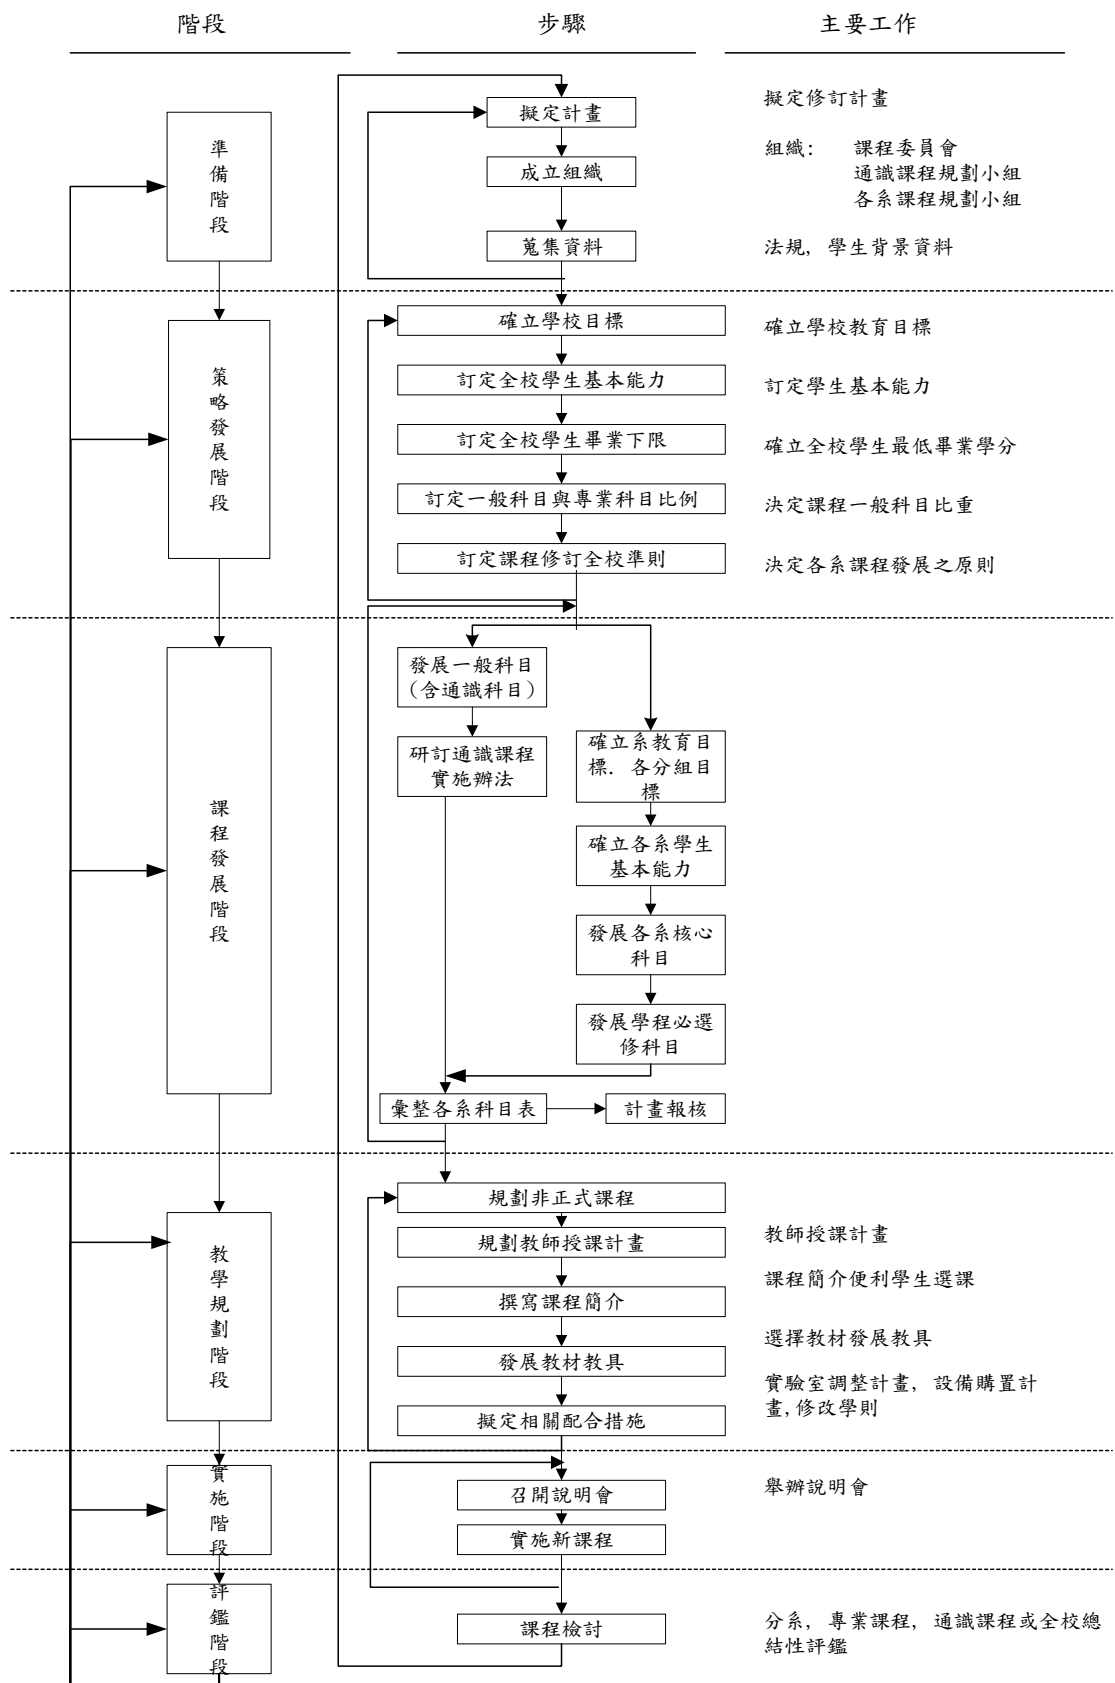 階段
步驟
主要工作
準
備
階
段
擬定計畫
擬定修訂計畫
成立組織
組織： 課程委員會
通識課程規劃小組
各系課程規劃小組
蒐集資料
法規, 學生背景資料
策
略
發
展
階
段
確立學校目標
確立學校教育目標
訂定全校學生基本能力
訂定學生基本能力
訂定全校學生畢業下限
確立全校學生最低畢業學分
訂定一般科目與專業科目比例
決定課程一般科目比重
訂定課程修訂全校準則
決定各系課程發展之原則
課
程
發
展
階
段
發展一般科目
（含通識科目）
研訂通識課程
實施辦法
確立系教育目
標. 各分組目
標
確立各系學生
基本能力
發展各系核心
科目
發展學程必選
修科目
彙整各系科目表
計畫報核
教
學
規
劃
階
段
規劃非正式課程
規劃教師授課計畫
教師授課計畫
撰寫課程簡介
課程簡介便利學生選課
發展教材教具
選擇教材發展教具
擬定相關配合措施
實驗室調整計畫, 設備購置計
畫,修改學則
實
施
階
段
召開說明會
舉辦說明會
實施新課程
評
鑑
階
段
課程檢討
分系, 專業課程, 通識課程或全校總
結性評鑑